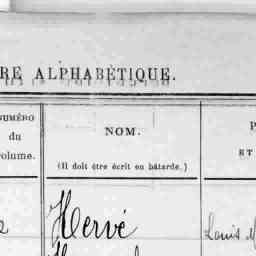 RE ALPHABÉTIQUE.
NUMÉRO
du
volume.
NOM.
(Il doit être écrit en bâtarde.)
P
ET
Hervé
Louis